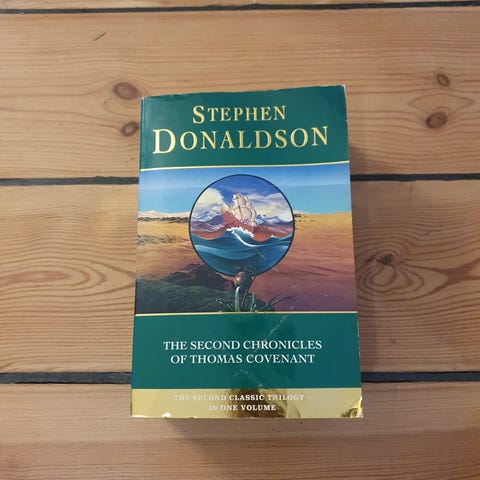 STEPHEN
DONALDSON
THE SECOND CHRONICLES
OF THOMAS COVENANT
THE SECOND CLASSIC TRILOGY -
IN ONE VOLUME